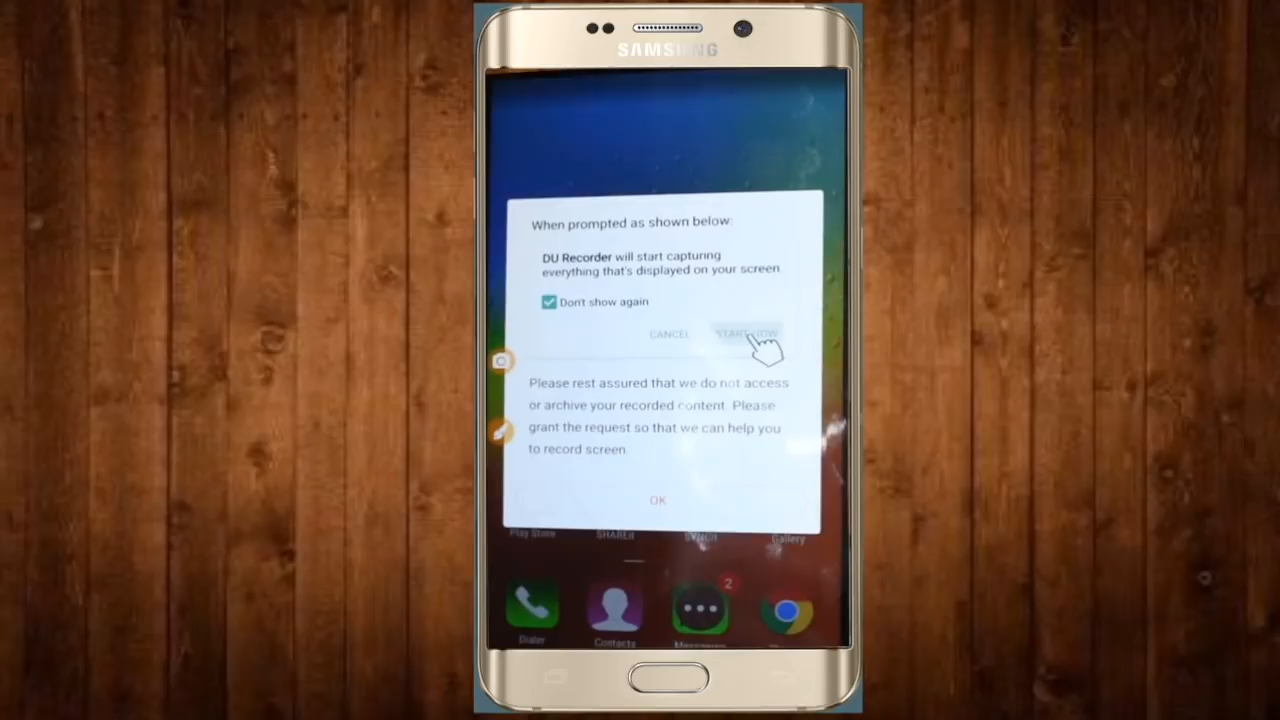 SAMSUNG
When prompted as shown below:
DU Recorder will start capturing
everything that's displayed on your screen.
Don't show again
CANCEL START NOW
Please rest assured that we do not access
or archive your recorded content. Please
grant the request so that we can help you
to record screen.
OK
Play Store SHAREit Gallery
2
Dialer Contacts